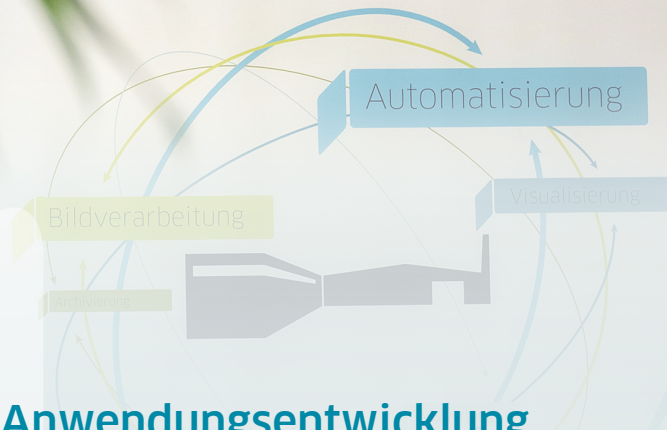 Automatisierung
Visualisierung
Bildverarbeitung
Archivierung
Anwendungsentwicklung